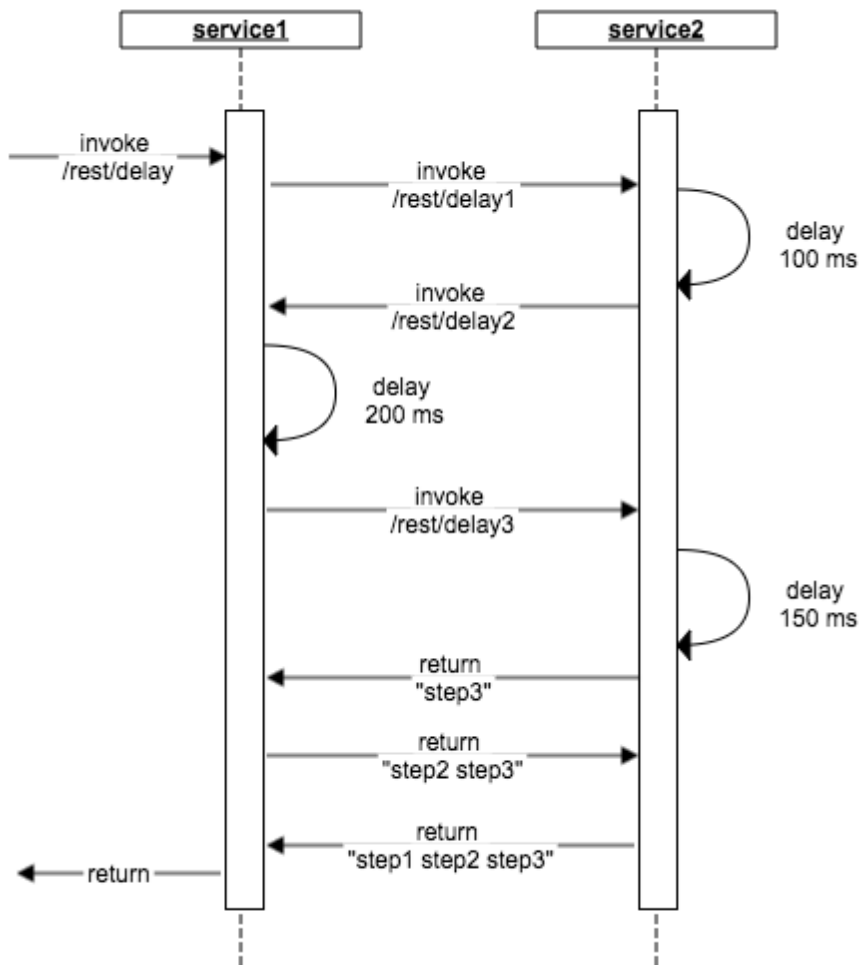 service1
service2
invoke
/rest/delay
invoke
/rest/delay1
delay
100 ms
invoke
/rest/delay2
delay
200 ms
invoke
/rest/delay3
delay
150 ms
return
"step3"
return
"step2 step3"
return
"step1 step2 step3"
return